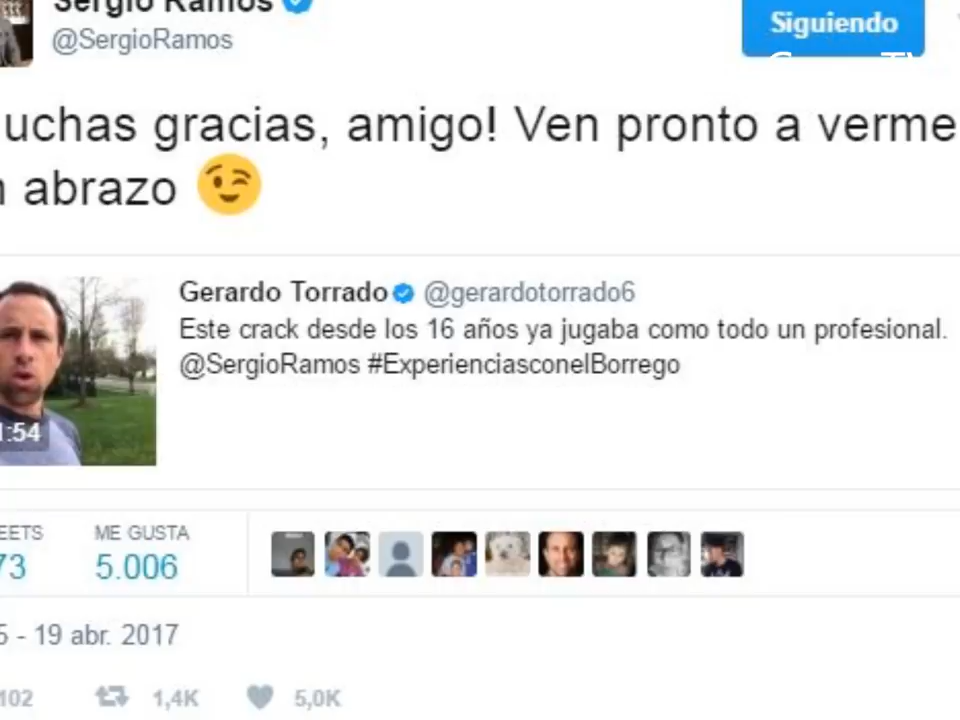 Sergio Ramos
@SergioRamos
Siguiendo
uchas gracias, amigo! Ven pronto a verme
abrazo
Gerardo Torrado @gerardotorrado6
Este crack desde los 16 años ya jugaba como todo un profesional.
@SergioRamos #ExperienciasconelBorrego
1:54
EETS ME GUSTA
73 5.006
5 - 19 abr. 2017
102 1,4K 5,0K